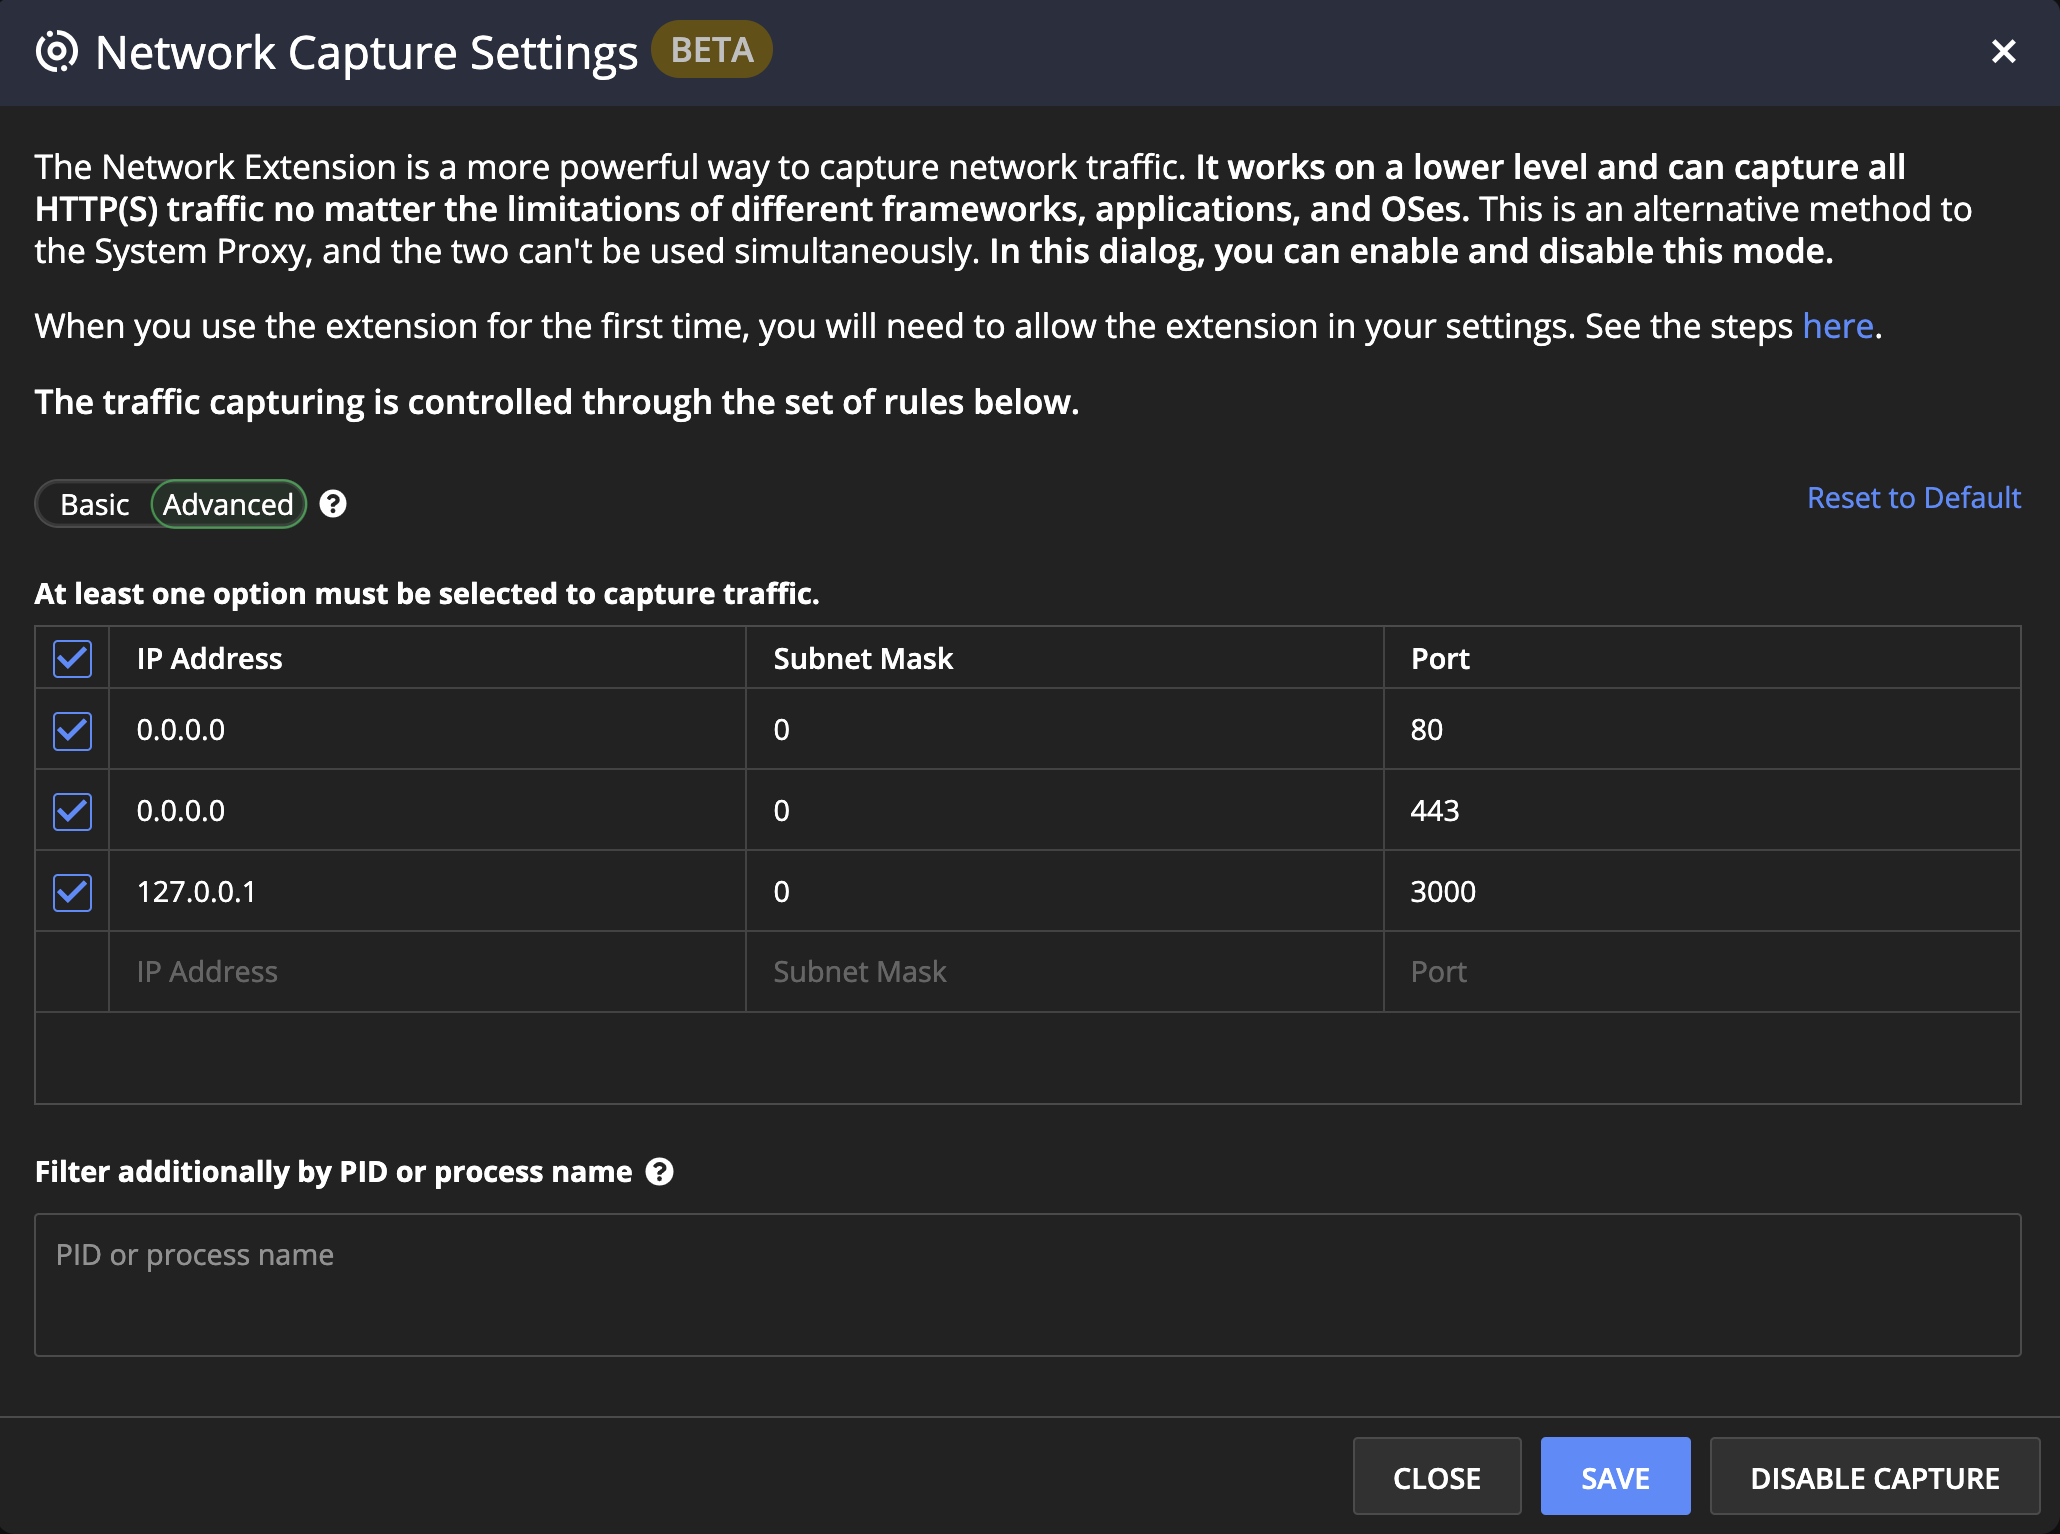 Network Capture Settings BETA
The Network Extension is a more powerful way to capture network traffic. It works on a lower level and can capture all
HTTP(S) traffic no matter the limitations of different frameworks, applications, and OSes. This is an alternative method to
the System Proxy, and the two can't be used simultaneously. In this dialog, you can enable and disable this mode.
When you use the extension for the first time, you will need to allow the extension in your settings. See the steps here.
The traffic capturing is controlled through the set of rules below.
Basic Advanced ? Reset to Default
At least one option must be selected to capture traffic.
IP Address Subnet Mask Port
0.0.0.0 0 80
0.0.0.0 0 443
127.0.0.1 0 3000
IP Address Subnet Mask Port
Filter additionally by PID or process name ?
PID or process name
CLOSE SAVE DISABLE CAPTURE